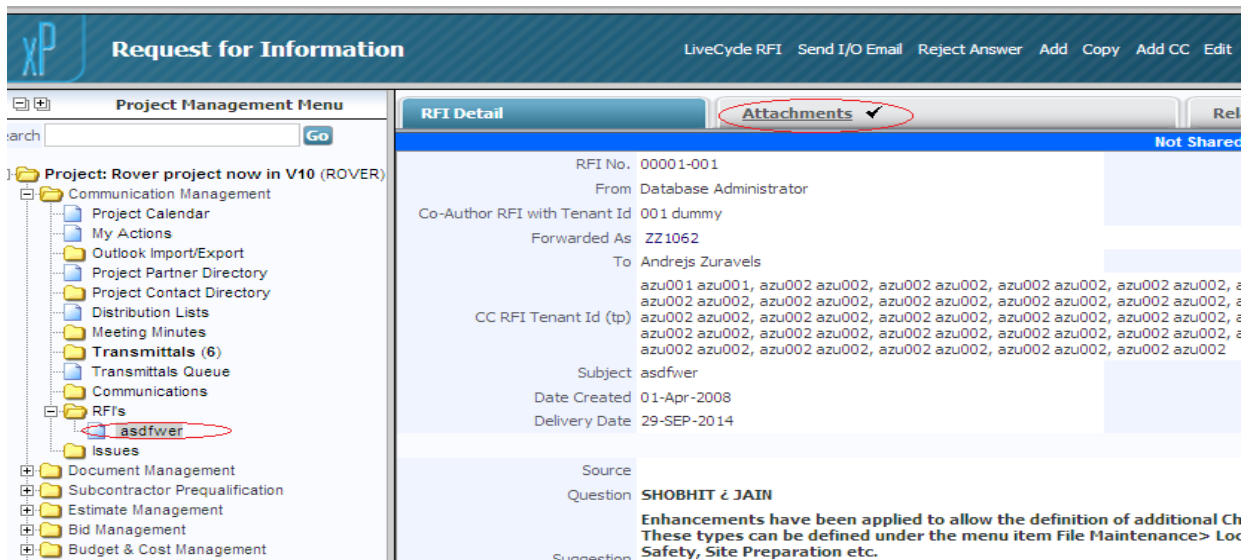 xP Request for Information LiveCycle RFI Send I/O Email Reject Answer Add Copy Add CC Edit
Project Management Menu
earch Go
Project: Rover project now in V10 (ROVER)
Communication Management
Project Calendar
My Actions
Outlook Import/Export
Project Partner Directory
Project Contact Directory
Distribution Lists
Meeting Minutes
Transmittals (6)
Transmittals Queue
Communications
RFI's
asdfwer
Issues
Document Management
Subcontractor Prequalification
Estimate Management
Bid Management
Budget & Cost Management
RFI Detail Attachments ✔ Rel
Not Shared
RFI No. 00001-001
From Database Administrator
Co-Author RFI with Tenant Id 001 dummy
Forwarded As ZZ1062
To Andrejs Zuravels
azu001 azu001, azu002 azu002, azu002 azu002, azu002 azu002, azu002 azu002, a
azu002 azu002, azu002 azu002, azu002 azu002, azu002 azu002, azu002 azu002, a
CC RFI Tenant Id (tp) azu002 azu002, azu002 azu002, azu002 azu002, azu002 azu002, azu002 azu002, a
azu002 azu002, azu002 azu002, azu002 azu002, azu002 azu002, azu002 azu002, a
azu002 azu002, azu002 azu002, azu002 azu002, azu002 azu002, azu002 azu002
Subject asdfwer
Date Created 01-Apr-2008
Delivery Date 29-SEP-2014
Source
Question SHOBHIT ¿ JAIN
Enhancements have been applied to allow the definition of additional Ch
These types can be defined under the menu item File Maintenance> Loc
Suggestion Safety, Site Preparation etc.